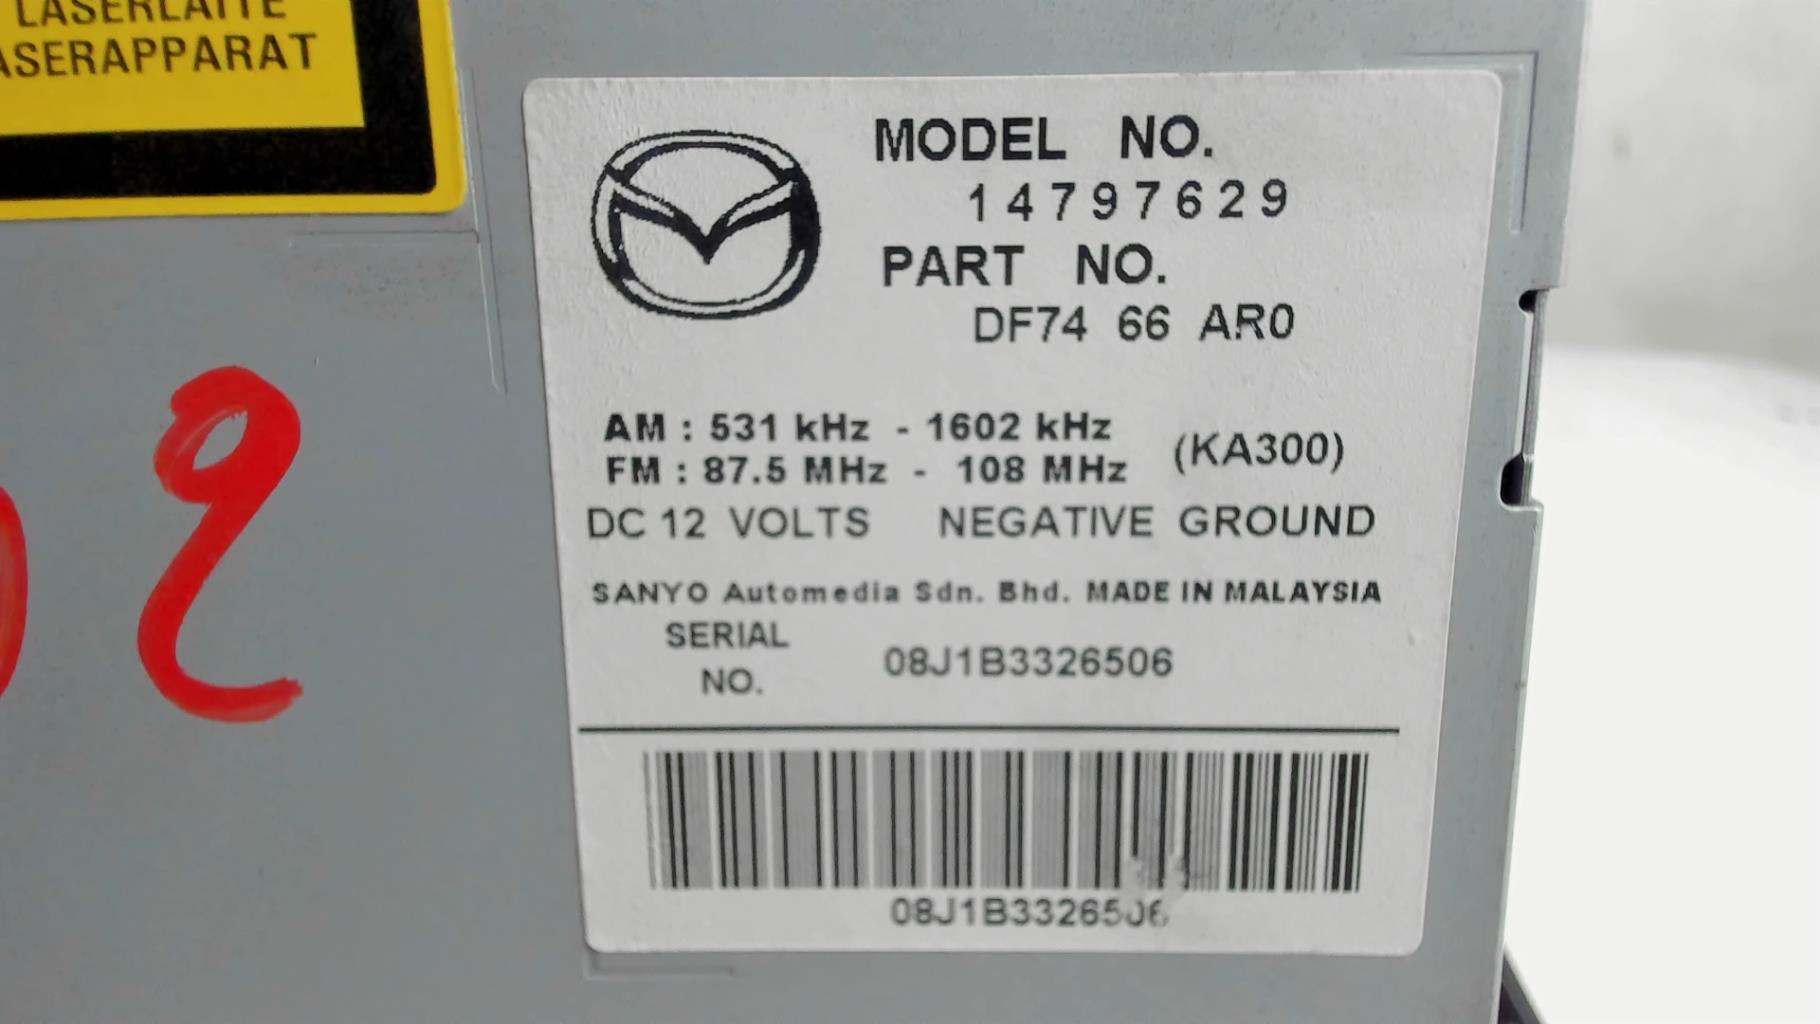 LASERLAITE
ASERAPPARAT
MODEL NO.
14797629
PART NO.
DF74 66 AR0
AM : 531 kHz - 1602 kHz
FM : 87.5 MHz - 108 MHz
(KA300)
DC 12 VOLTS NEGATIVE GROUND
SANYO Automedia Sdn. Bhd. MADE IN MALAYSIA
SERIAL
NO.
08J1B3326506
08J1B3326506